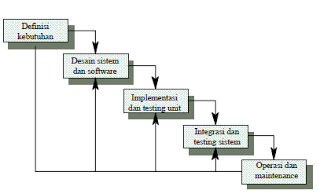 Definisi
kebutuhan
Desain sistem
dan software
Implementasi
dan testing unit
Integrasi dan
testing sistem
Operasi dan
maintenance